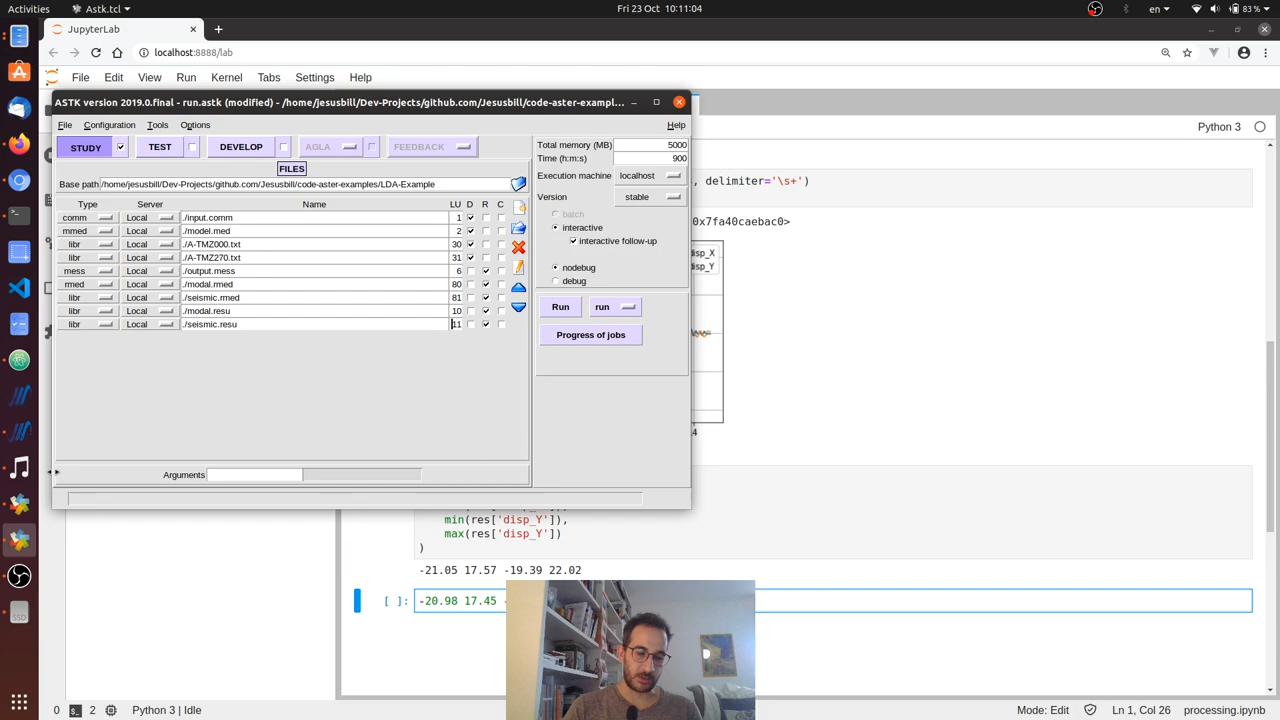 Activities
Astk.tcl
Fri 23 Oct 10:11:04
en
83 %
JupyterLab
localhost:8888/lab
File Edit View Run Kernel Tabs Settings Help
ASTK version 2019.0.final - run.astk (modified) - /home/jesusbill/Dev-Projects/github.com/Jesusbill/code-aster-exampl...
File Configuration Tools Options Help
STUDY TEST DEVELOP AGLA FEEDBACK
FILES
Base path /home/jesusbill/Dev-Projects/github.com/Jesusbill/code-aster-examples/LDA-Example
Type Server Name LU D R C
comm Local ./input.comm 1
mmed Local ./model.med 2
libr Local ./A-TMZ000.txt 30
libr Local ./A-TMZ270.txt 31
mess Local ./output.mess 6
rmed Local ./modal.rmed 80
rmed Local ./seismic.rmed 81
libr Local ./modal.resu 10
libr Local ./seismic.resu 11
Arguments
Total memory (MB) 5000
Time (h:m:s) 900
Execution machine localhost
Version stable
batch
interactive
interactive follow-up
nodebug
debug
Run run
Progress of jobs
Python 3
, delimiter='\s+')
0x7fa40caebac0>
isp_X
isp_Y
4
min(res['disp_Y']),
max(res['disp_Y'])
)
-21.05 17.57 -19.39 22.02
[ ]: -20.98 17.45
0 2 Python 3 | Idle Mode: Edit Ln 1, Col 26 processing.ipynb
SSD